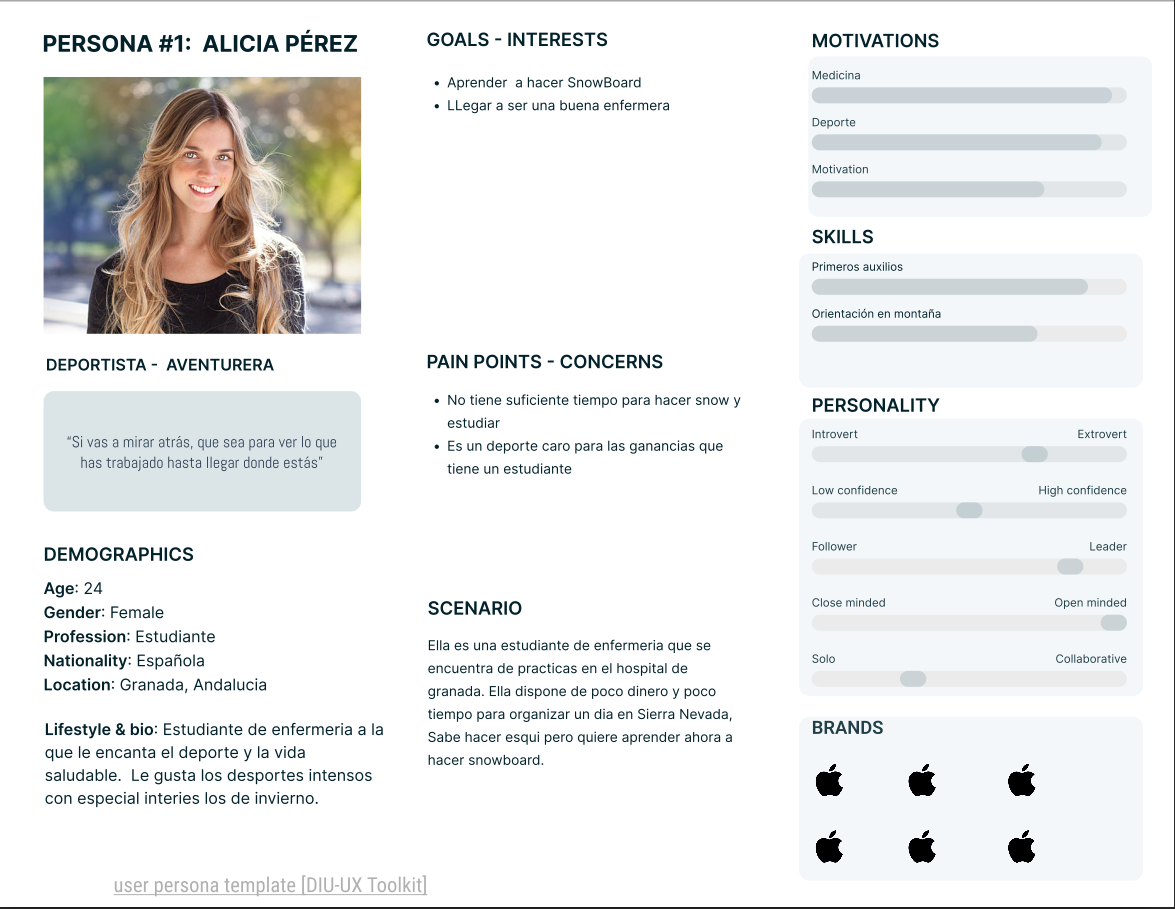 PERSONA #1:  ALICIA PÉREZ
DEPORTISTA -  AVENTURERA
“Si vas a mirar atrás, que sea para ver lo que
has trabajado hasta llegar donde estás”
DEMOGRAPHICS
Age: 24
Gender: Female
Profession: Estudiante
Nationality: Española
Location: Granada, Andalucia
Lifestyle & bio: Estudiante de enfermeria a la
que le encanta el deporte y la vida
saludable.  Le gusta los desportes intensos
con especial interies los de invierno.
user persona template [DIU-UX Toolkit]
GOALS - INTERESTS
• Aprender  a hacer SnowBoard
• LLegar a ser una buena enfermera
PAIN POINTS - CONCERNS
• No tiene suficiente tiempo para hacer snow y
estudiar
• Es un deporte caro para las ganancias que
tiene un estudiante
SCENARIO
Ella es una estudiante de enfermeria que se
encuentra de practicas en el hospital de
granada. Ella dispone de poco dinero y poco
tiempo para organizar un dia en Sierra Nevada,
Sabe hacer esqui pero quiere aprender ahora a
hacer snowboard.
MOTIVATIONS
Medicina
Deporte
Motivation
SKILLS
Primeros auxilios
Orientación en montaña
PERSONALITY
Introvert Extrovert
Low confidence High confidence
Follower Leader
Close minded Open minded
Solo Collaborative
BRANDS